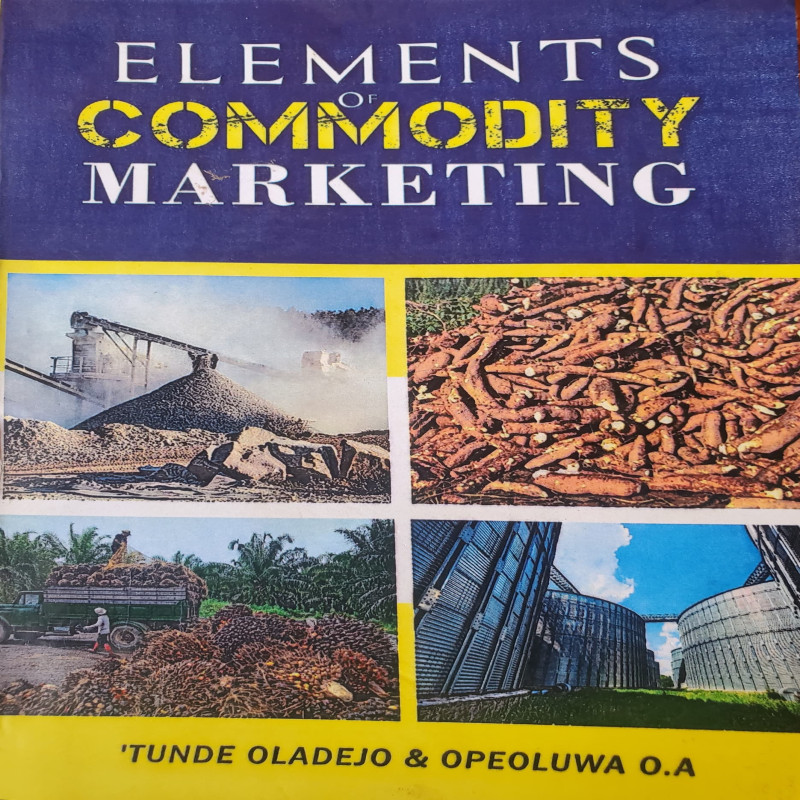 ELEMENTS
OF
COMMODITY
MARKETING
'TUNDE OLADEJO & OPEOLUWA O.A